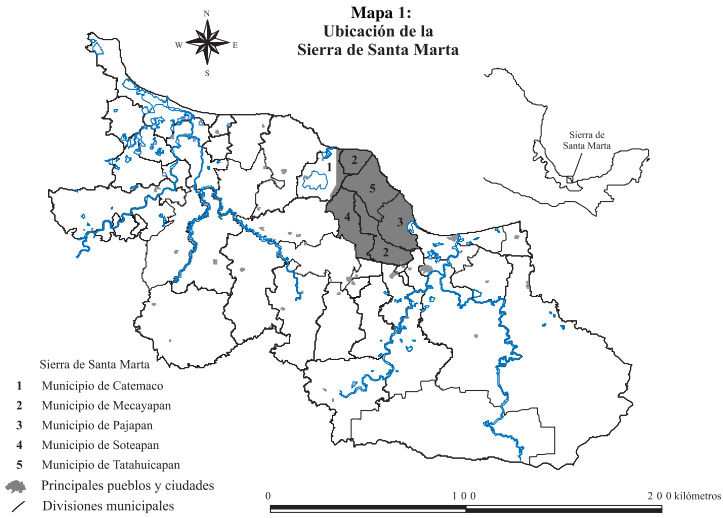 Mapa 1:
Ubicación de la
Sierra de Santa Marta
N
W
E
S
Sierra de
Santa Marta
1
2
5
4
3
2
Sierra de Santa Marta
1 Municipio de Catemaco
2 Municipio de Mecayapan
3 Municipio de Pajapan
4 Municipio de Soteapan
5 Municipio de Tatahuicapan
Principales pueblos y ciudades
Divisiones municipales
0 100 200 kilómetros